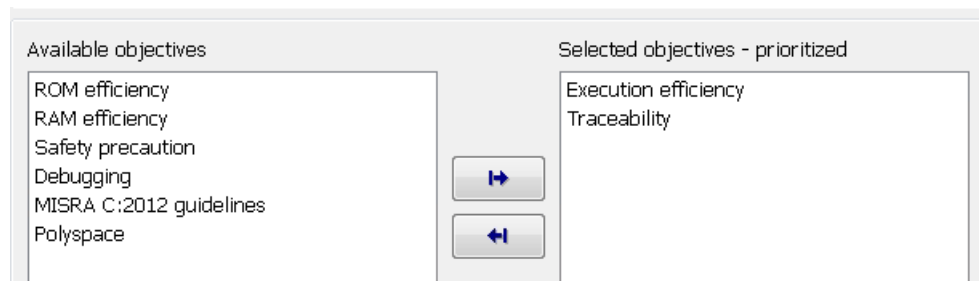 Available objectives
ROM efficiency
RAM efficiency
Safety precaution
Debugging
MISRA C:2012 guidelines
Polyspace
Selected objectives - prioritized
Execution efficiency
Traceability